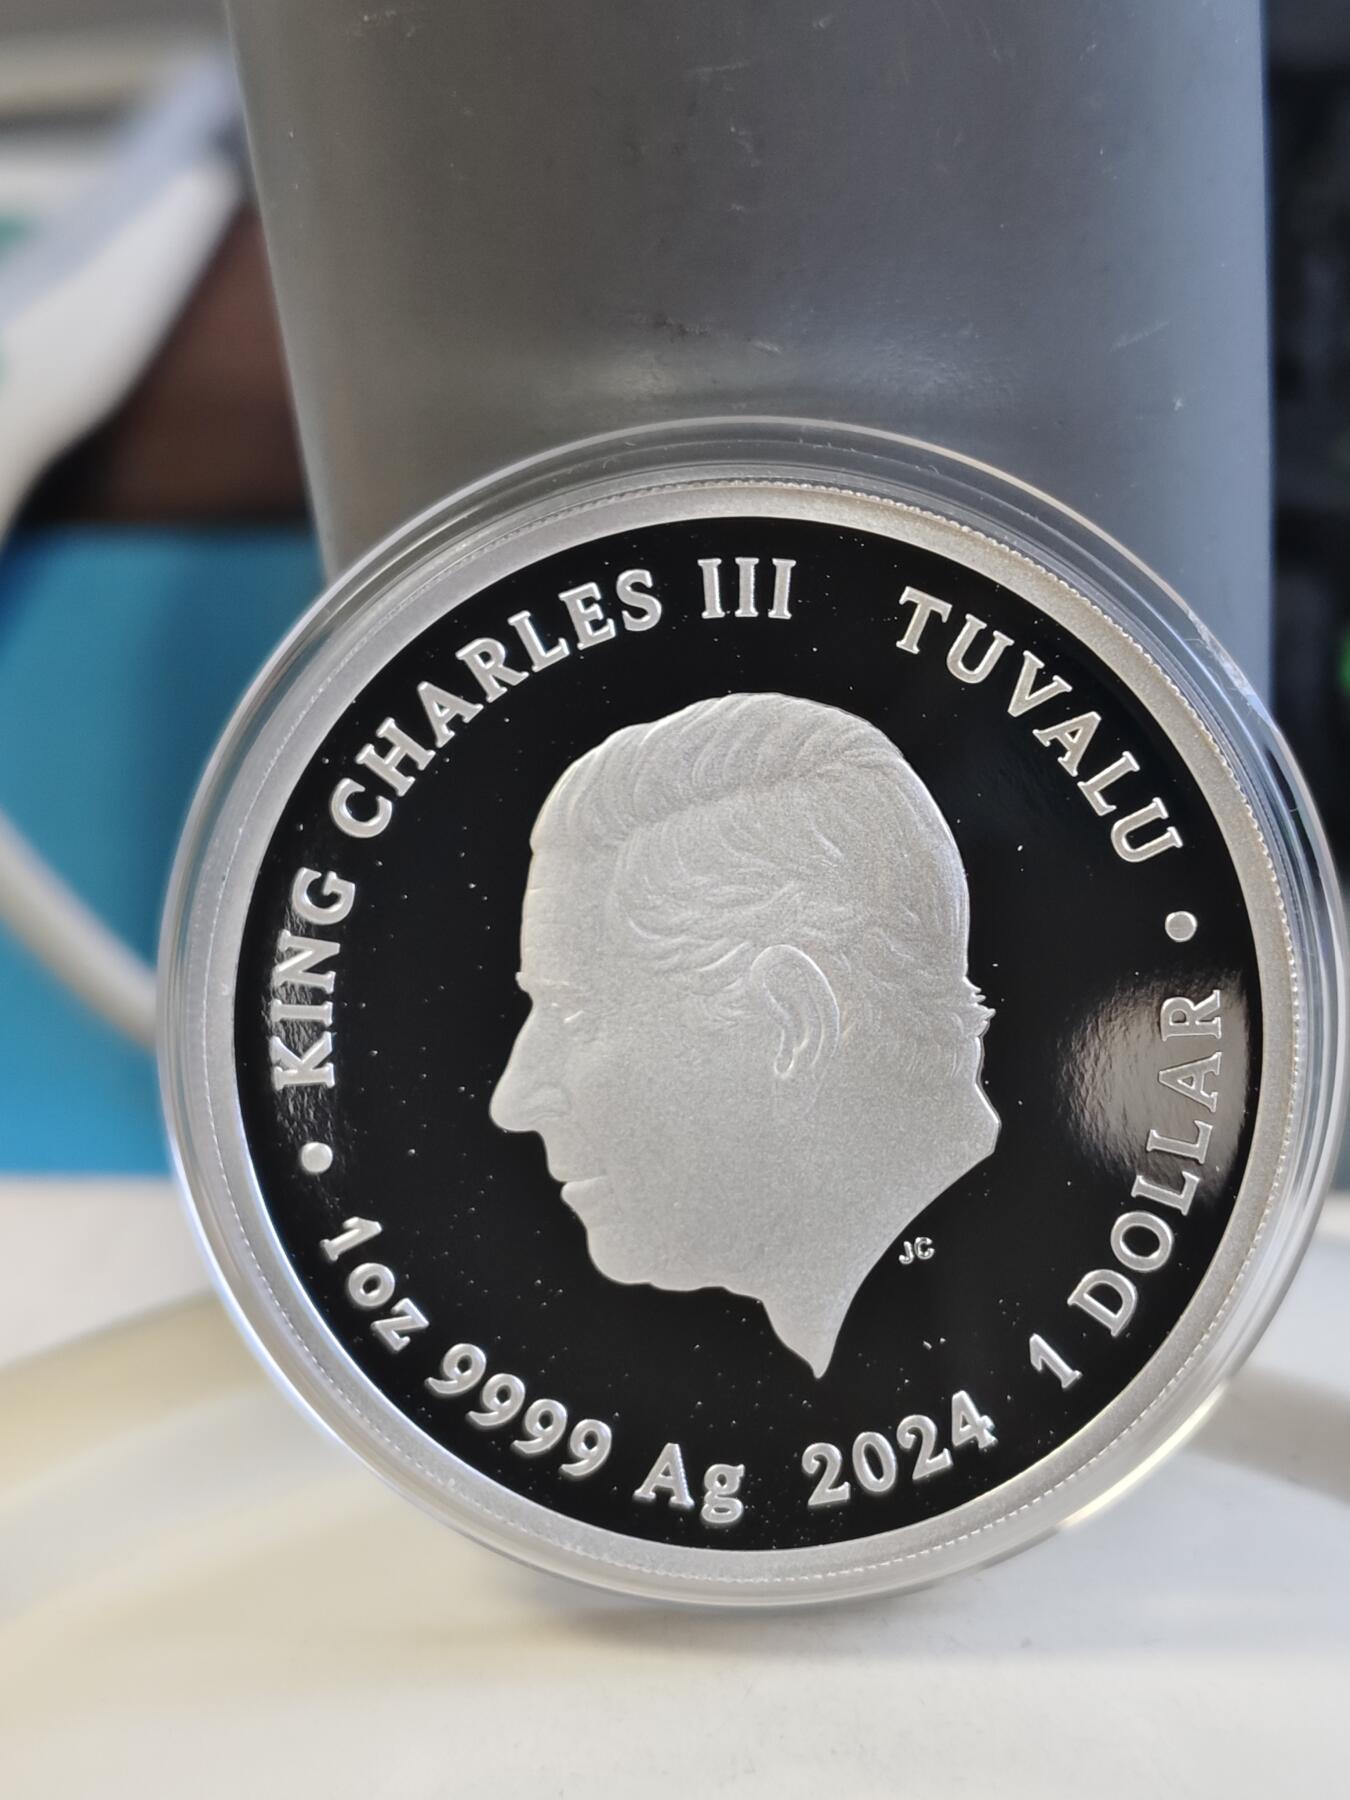 KING CHARLES III TUVALU
1oz 9999 Ag 2024 1 DOLLAR
JC